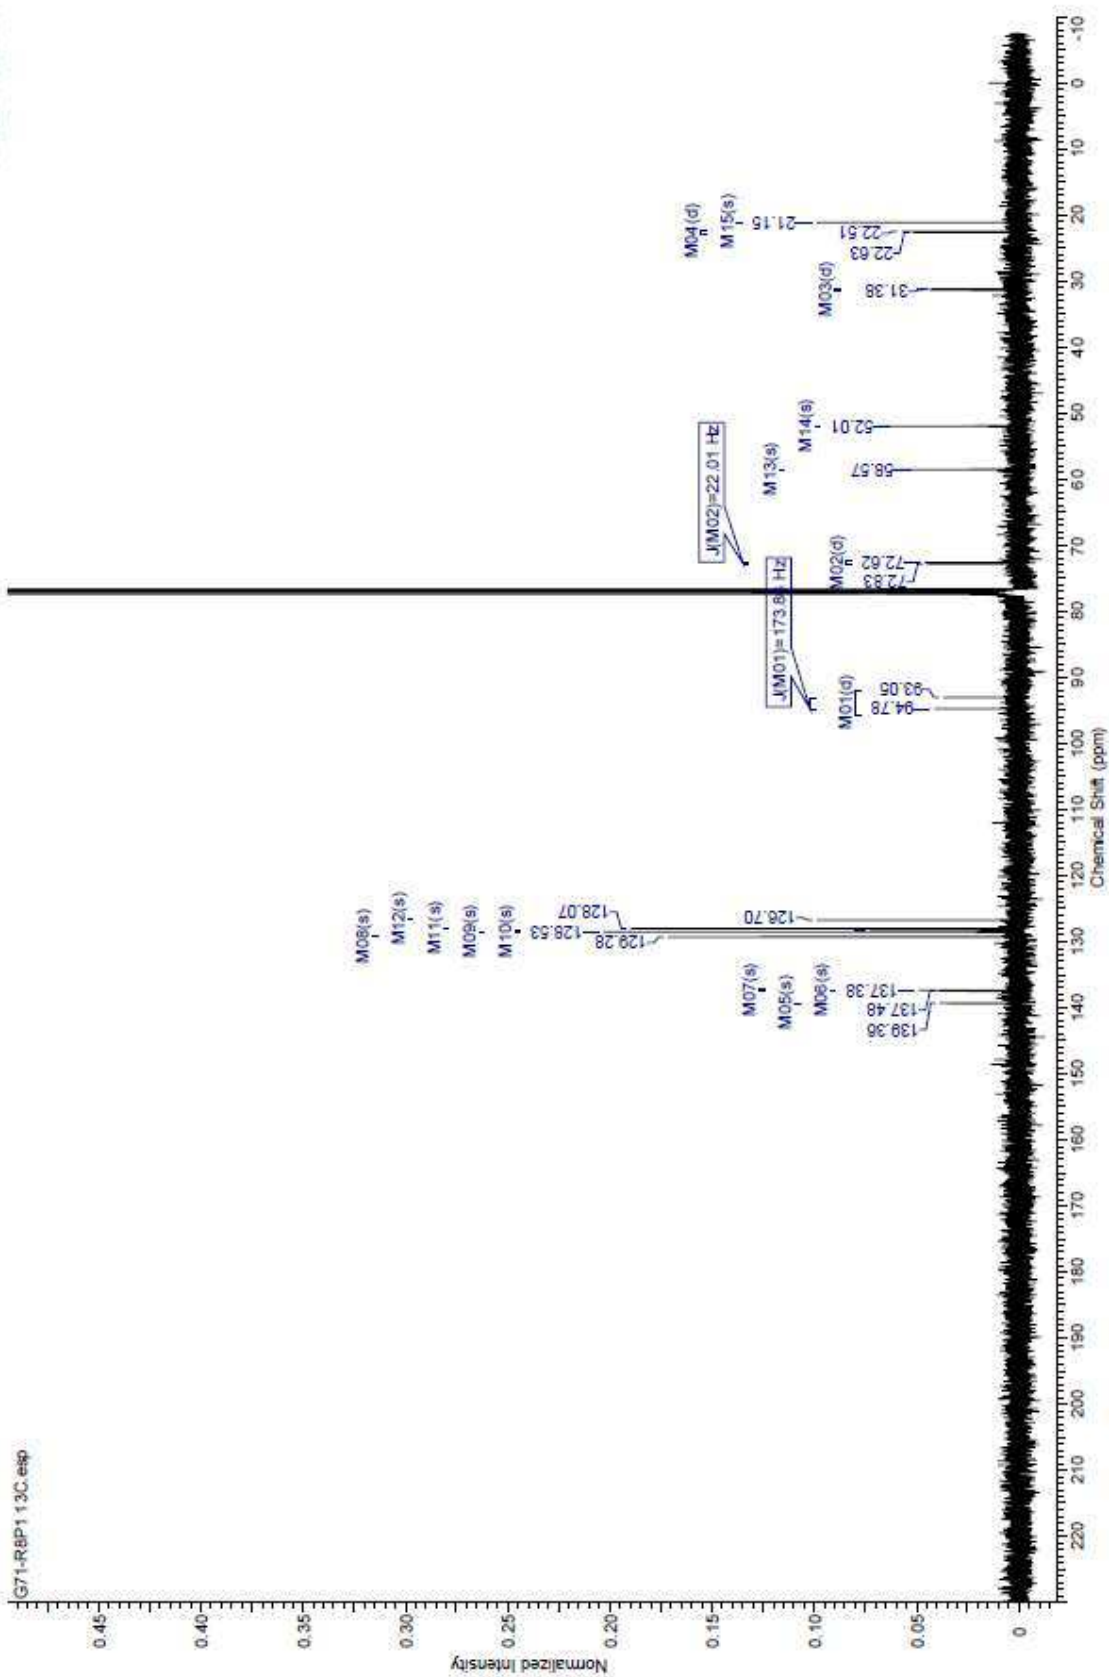 G71-R8P1 13C.esp
Normalized Intensity
0.45
0.40
0.35
0.30
0.25
0.20
0.15
0.10
0.05
0
M08(s)
M12(s)
M11(s)
M09(s)
M10(s)
M07(s)
M05(s)
M06(s)
M01(d)
M02(d)
M13(s)
M14(s)
M03(d)
M04(d)
M15(s)
J(M01)=173.86 Hz
J(M02)=22.01 Hz
139.36
137.48
137.38
129.28
128.53
128.07
126.70
94.78
93.05
72.83
72.62
58.57
52.01
31.38
22.63
22.51
21.15
220 210 200 190 180 170 160 150 140 130 120 110 100 90 80 70 60 50 40 30 20 10 0 -10
Chemical Shift (ppm)